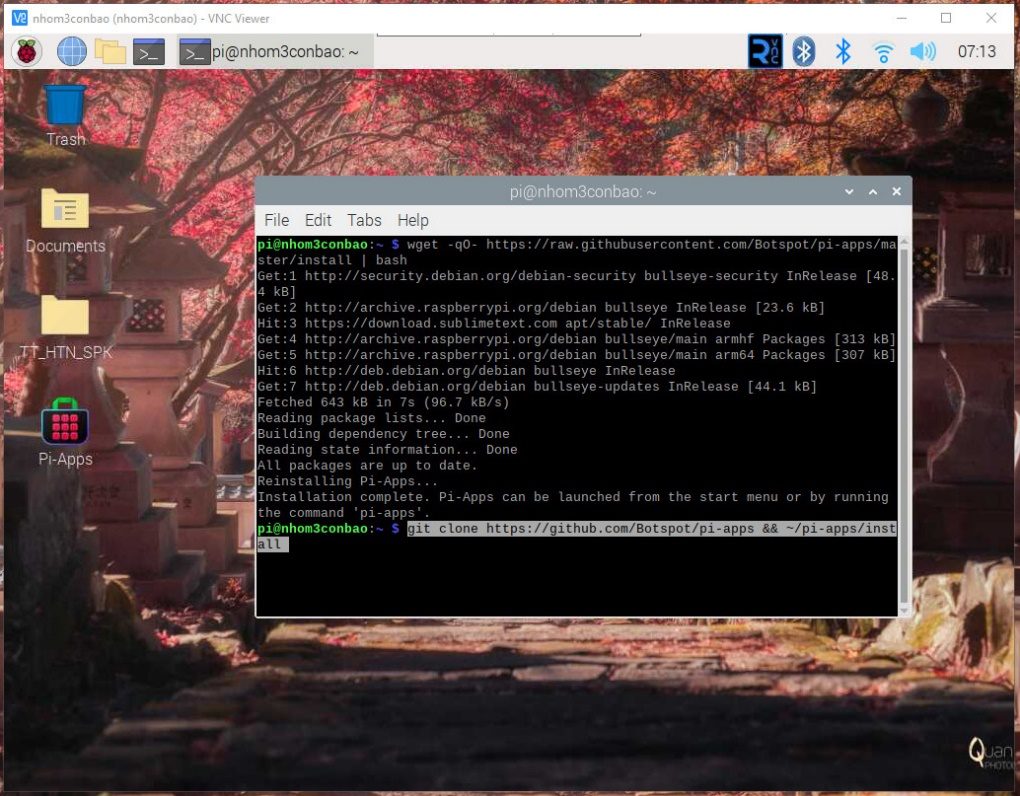 nhom3conbao (nhom3conbao) - VNC Viewer
pi@nhom3conbao: ~
07:13
Trash
Documents
TT_HTN_SPK
Pi-Apps
pi@nhom3conbao: ~
File Edit Tabs Help
pi@nhom3conbao:~ $ wget -qO- https://raw.githubusercontent.com/Botspot/pi-apps/ma
ster/install | bash
Get:1 http://security.debian.org/debian-security bullseye-security InRelease [48.
4 kB]
Get:2 http://archive.raspberrypi.org/debian bullseye InRelease [23.6 kB]
Hit:3 https://download.sublimetext.com apt/stable/ InRelease
Get:4 http://archive.raspberrypi.org/debian bullseye/main armhf Packages [313 kB]
Get:5 http://archive.raspberrypi.org/debian bullseye/main arm64 Packages [307 kB]
Hit:6 http://deb.debian.org/debian bullseye InRelease
Get:7 http://deb.debian.org/debian bullseye-updates InRelease [44.1 kB]
Fetched 643 kB in 7s (96.7 kB/s)
Reading package lists... Done
Building dependency tree... Done
Reading state information... Done
All packages are up to date.
Reinstalling Pi-Apps...
Installation complete. Pi-Apps can be launched from the start menu or by running
the command 'pi-apps'.
pi@nhom3conbao:~ $ git clone https://github.com/Botspot/pi-apps && ~/pi-apps/inst
all
Quan